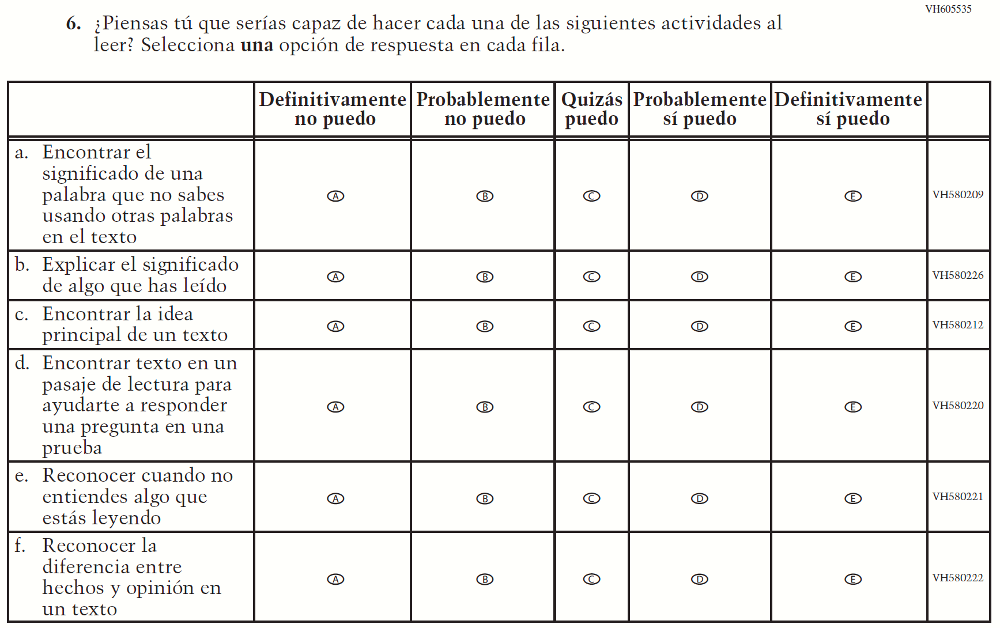 VH605535
6. ¿Piensas tú que serías capaz de hacer cada una de las siguientes actividades al
leer? Selecciona una opción de respuesta en cada fila.
Definitivamente no puedo Probablemente no puedo Quizás puedo Probablemente sí puedo Definitivamente sí puedo
a. Encontrar el
significado de una
palabra que no sabes
usando otras palabras
en el texto
A B C D E VH580209
b. Explicar el significado
de algo que has leído
A B C D E VH580226
c. Encontrar la idea
principal de un texto
A B C D E VH580212
d. Encontrar texto en un
pasaje de lectura para
ayudarte a responder
una pregunta en una
prueba
A B C D E VH580220
e. Reconocer cuando no
entiendes algo que
estás leyendo
A B C D E VH580221
f. Reconocer la
diferencia entre
hechos y opinión en
un texto
A B C D E VH580222